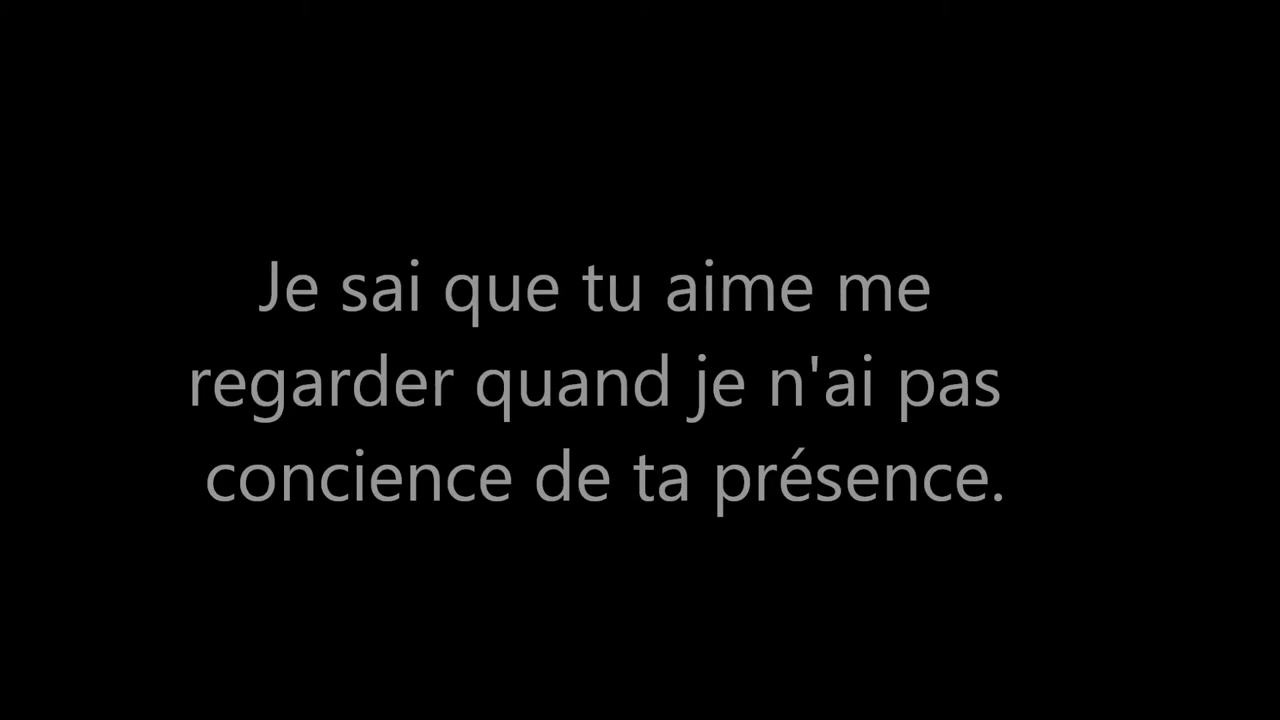 Je sai que tu aime me
regarder quand je n'ai pas
concience de ta présence.